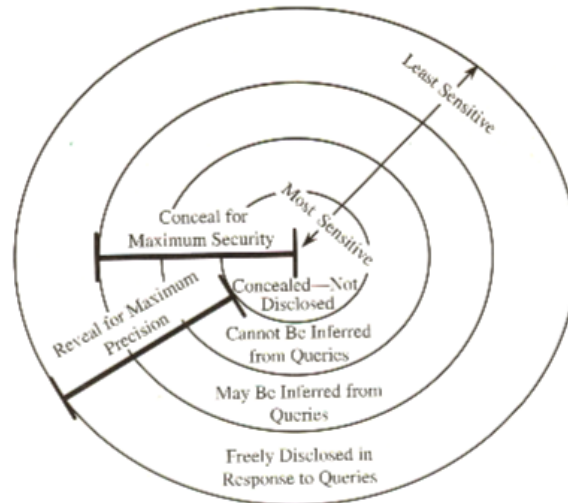 Least Sensitive
Most Sensitive
Conceal for
Maximum Security
Concealed—Not
Disclosed
Reveal for Maximum
Precision
Cannot Be Inferred
from Queries
May Be Inferred from
Queries
Freely Disclosed in
Response to Queries